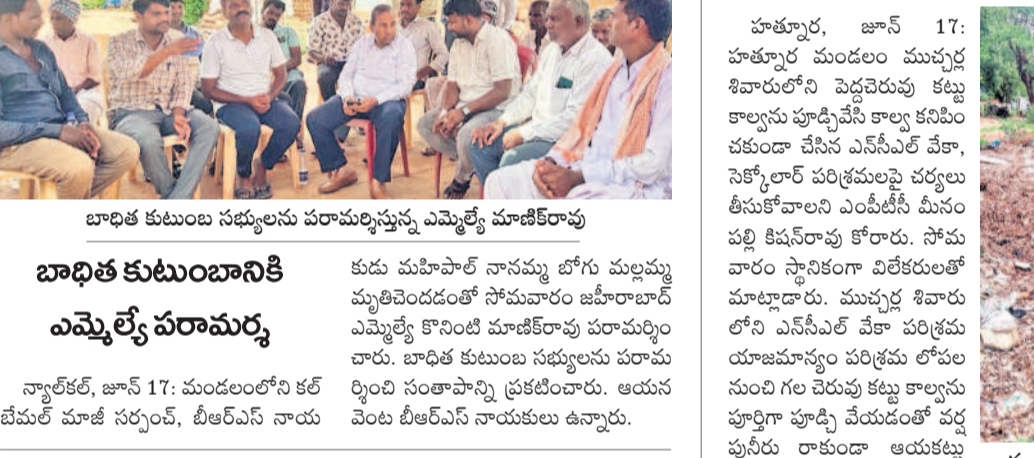 బాధిత కుటుంబ సభ్యులను పరామర్శిస్తున్న ఎమ్మెల్యే మాణిక్‌రావు
బాధిత కుటుంబానికి
ఎమ్మెల్యే పరామర్శ
న్యాల్‌కల్, జూన్ 17: మండలంలోని కల్
బేమల్ మాజీ సర్పంచ్, బీఆర్ఎస్ నాయ
కుడు మహిపాల్ నానమ్మ బోగు మల్లమ్మ
మృతిచెందడంతో సోమవారం జహీరాబాద్
ఎమ్మెల్యే కొనింటి మాణిక్‌రావు పరామర్శిం
చారు. బాధిత కుటుంబ సభ్యులను పరామ
ర్శించి సంతాపాన్ని ప్రకటించారు. ఆయన
వెంట బీఆర్ఎస్ నాయకులు ఉన్నారు.
హత్నూర, జూన్ 17:
హత్నూర మండలం ముచ్చర్ల
శివారులోని పెద్దచెరువు కట్టు
కాల్వను పూడ్చివేసి కాల్వ కనిపిం
చకుండా చేసిన ఎన్‌సీఎల్ వేకా,
సెక్కోలార్ పరిశ్రమలపై చర్యలు
తీసుకోవాలని ఎంపీటీసీ మీనం
పల్లి కిషన్‌రావు కోరారు. సోమ
వారం స్థానికంగా విలేకరులతో
మాట్లాడారు. ముచ్చర్ల శివారు
లోని ఎన్‌సీఎల్ వేకా పరిశ్రమ
యాజమాన్యం పరిశ్రమ లోపల
నుంచి గల చెరువు కట్టు కాల్వను
పూర్తిగా పూడ్చి వేయడంతో వర్ష
పునీరు రాకుండా ఆయకట్టు